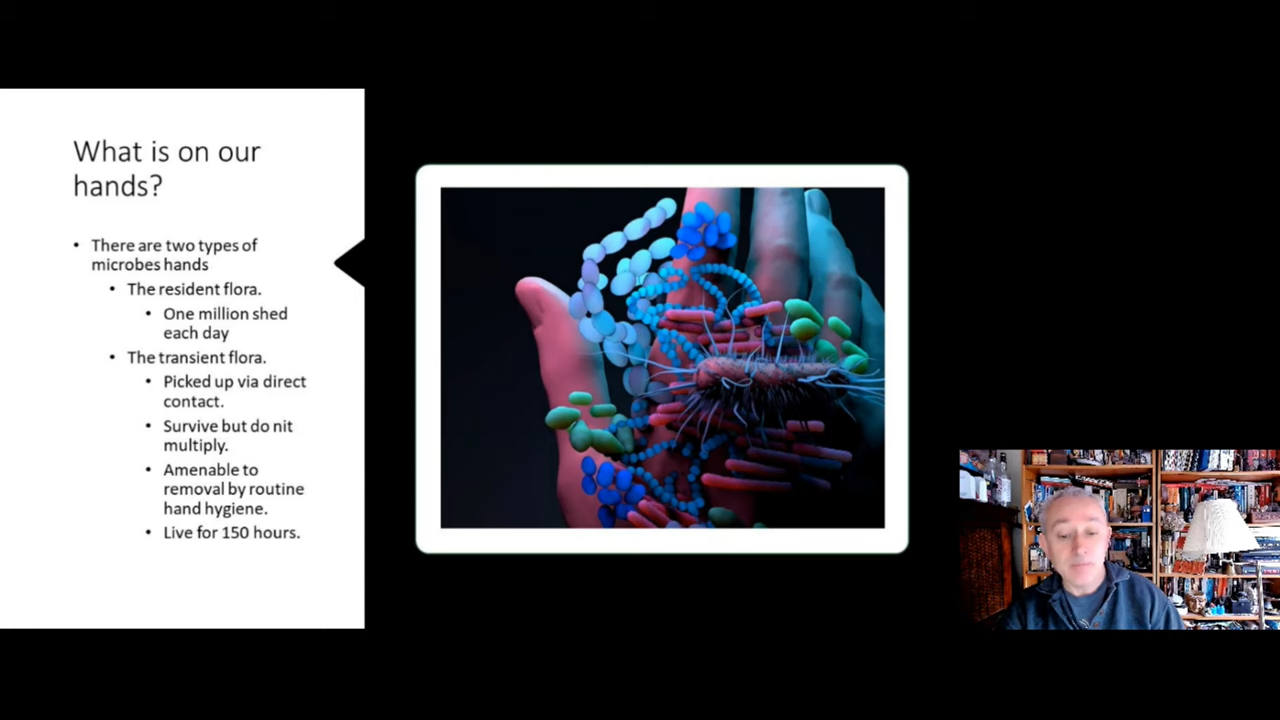 What is on our
hands?
• There are two types of
microbes hands
• The resident flora.
• One million shed
each day
• The transient flora.
• Picked up via direct
contact.
• Survive but do nit
multiply.
• Amenable to
removal by routine
hand hygiene.
• Live for 150 hours.